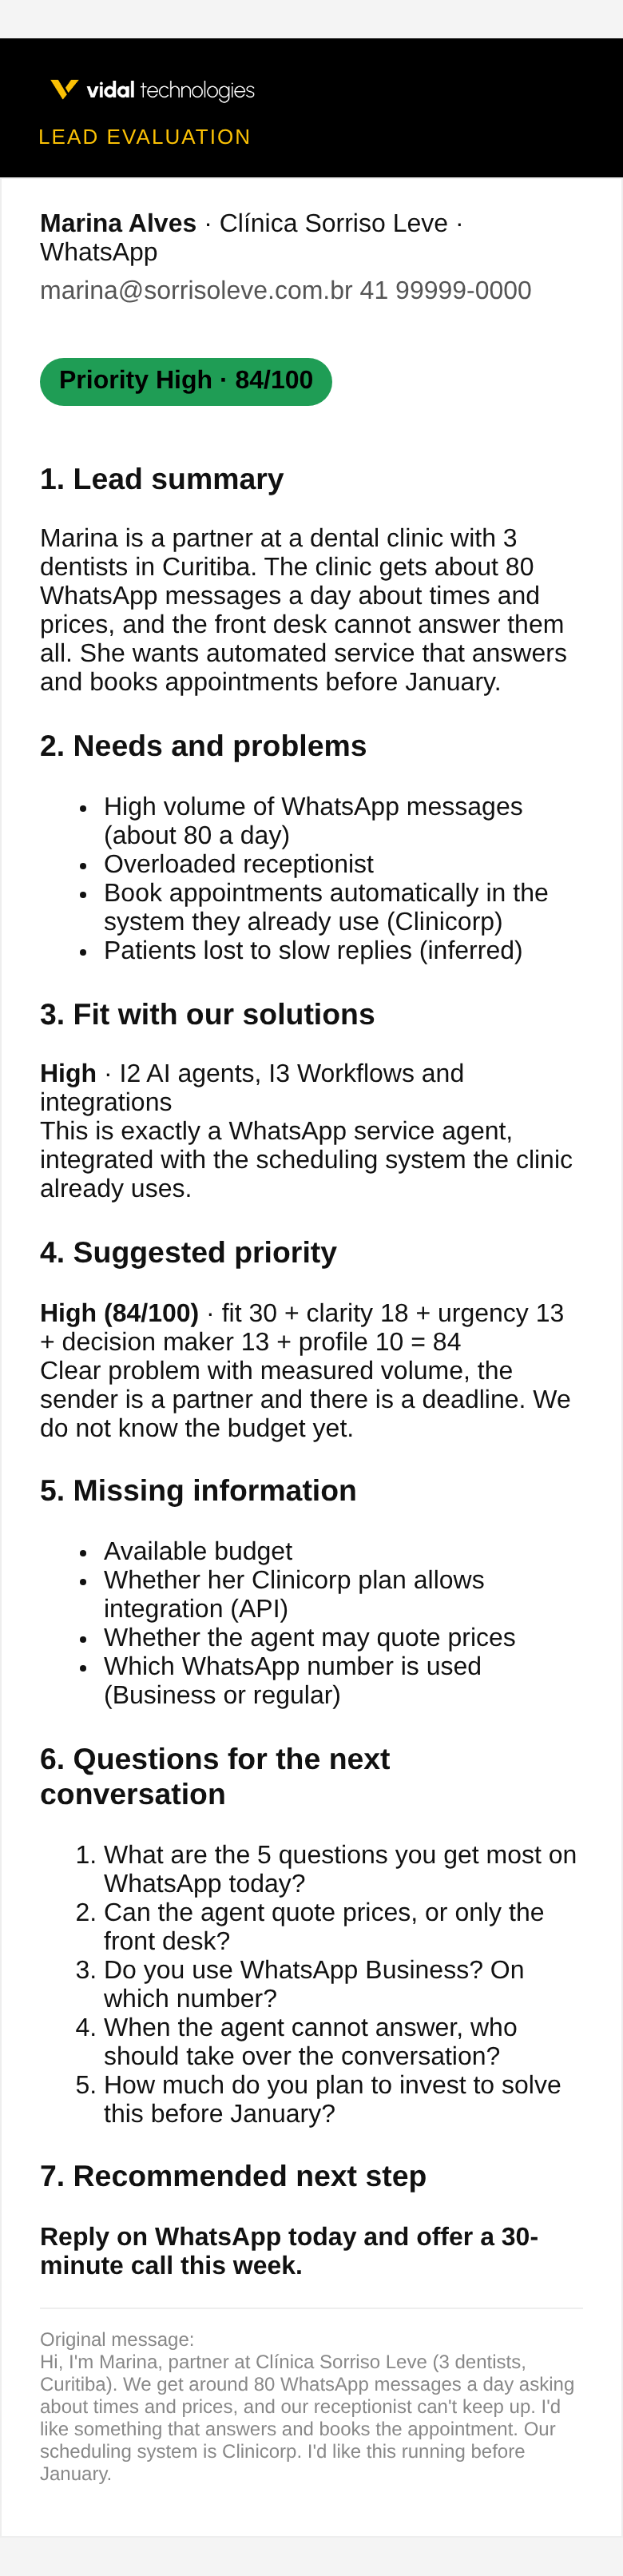 vidal technologies
LEAD EVALUATION
Marina Alves · Clínica Sorriso Leve ·
WhatsApp
marina@sorrisoleve.com.br 41 99999-0000
Priority High · 84/100
1. Lead summary
Marina is a partner at a dental clinic with 3
dentists in Curitiba. The clinic gets about 80
WhatsApp messages a day about times and
prices, and the front desk cannot answer them
all. She wants automated service that answers
and books appointments before January.
2. Needs and problems
• High volume of WhatsApp messages
(about 80 a day)
• Overloaded receptionist
• Book appointments automatically in the
system they already use (Clinicorp)
• Patients lost to slow replies (inferred)
3. Fit with our solutions
High · I2 AI agents, I3 Workflows and
integrations
This is exactly a WhatsApp service agent,
integrated with the scheduling system the clinic
already uses.
4. Suggested priority
High (84/100) · fit 30 + clarity 18 + urgency 13
+ decision maker 13 + profile 10 = 84
Clear problem with measured volume, the
sender is a partner and there is a deadline. We
do not know the budget yet.
5. Missing information
• Available budget
• Whether her Clinicorp plan allows
integration (API)
• Whether the agent may quote prices
• Which WhatsApp number is used
(Business or regular)
6. Questions for the next
conversation
1. What are the 5 questions you get most on
WhatsApp today?
2. Can the agent quote prices, or only the
front desk?
3. Do you use WhatsApp Business? On
which number?
4. When the agent cannot answer, who
should take over the conversation?
5. How much do you plan to invest to solve
this before January?
7. Recommended next step
Reply on WhatsApp today and offer a 30-
minute call this week.
Original message:
Hi, I'm Marina, partner at Clínica Sorriso Leve (3 dentists,
Curitiba). We get around 80 WhatsApp messages a day asking
about times and prices, and our receptionist can't keep up. I'd
like something that answers and books the appointment. Our
scheduling system is Clinicorp. I'd like this running before
January.